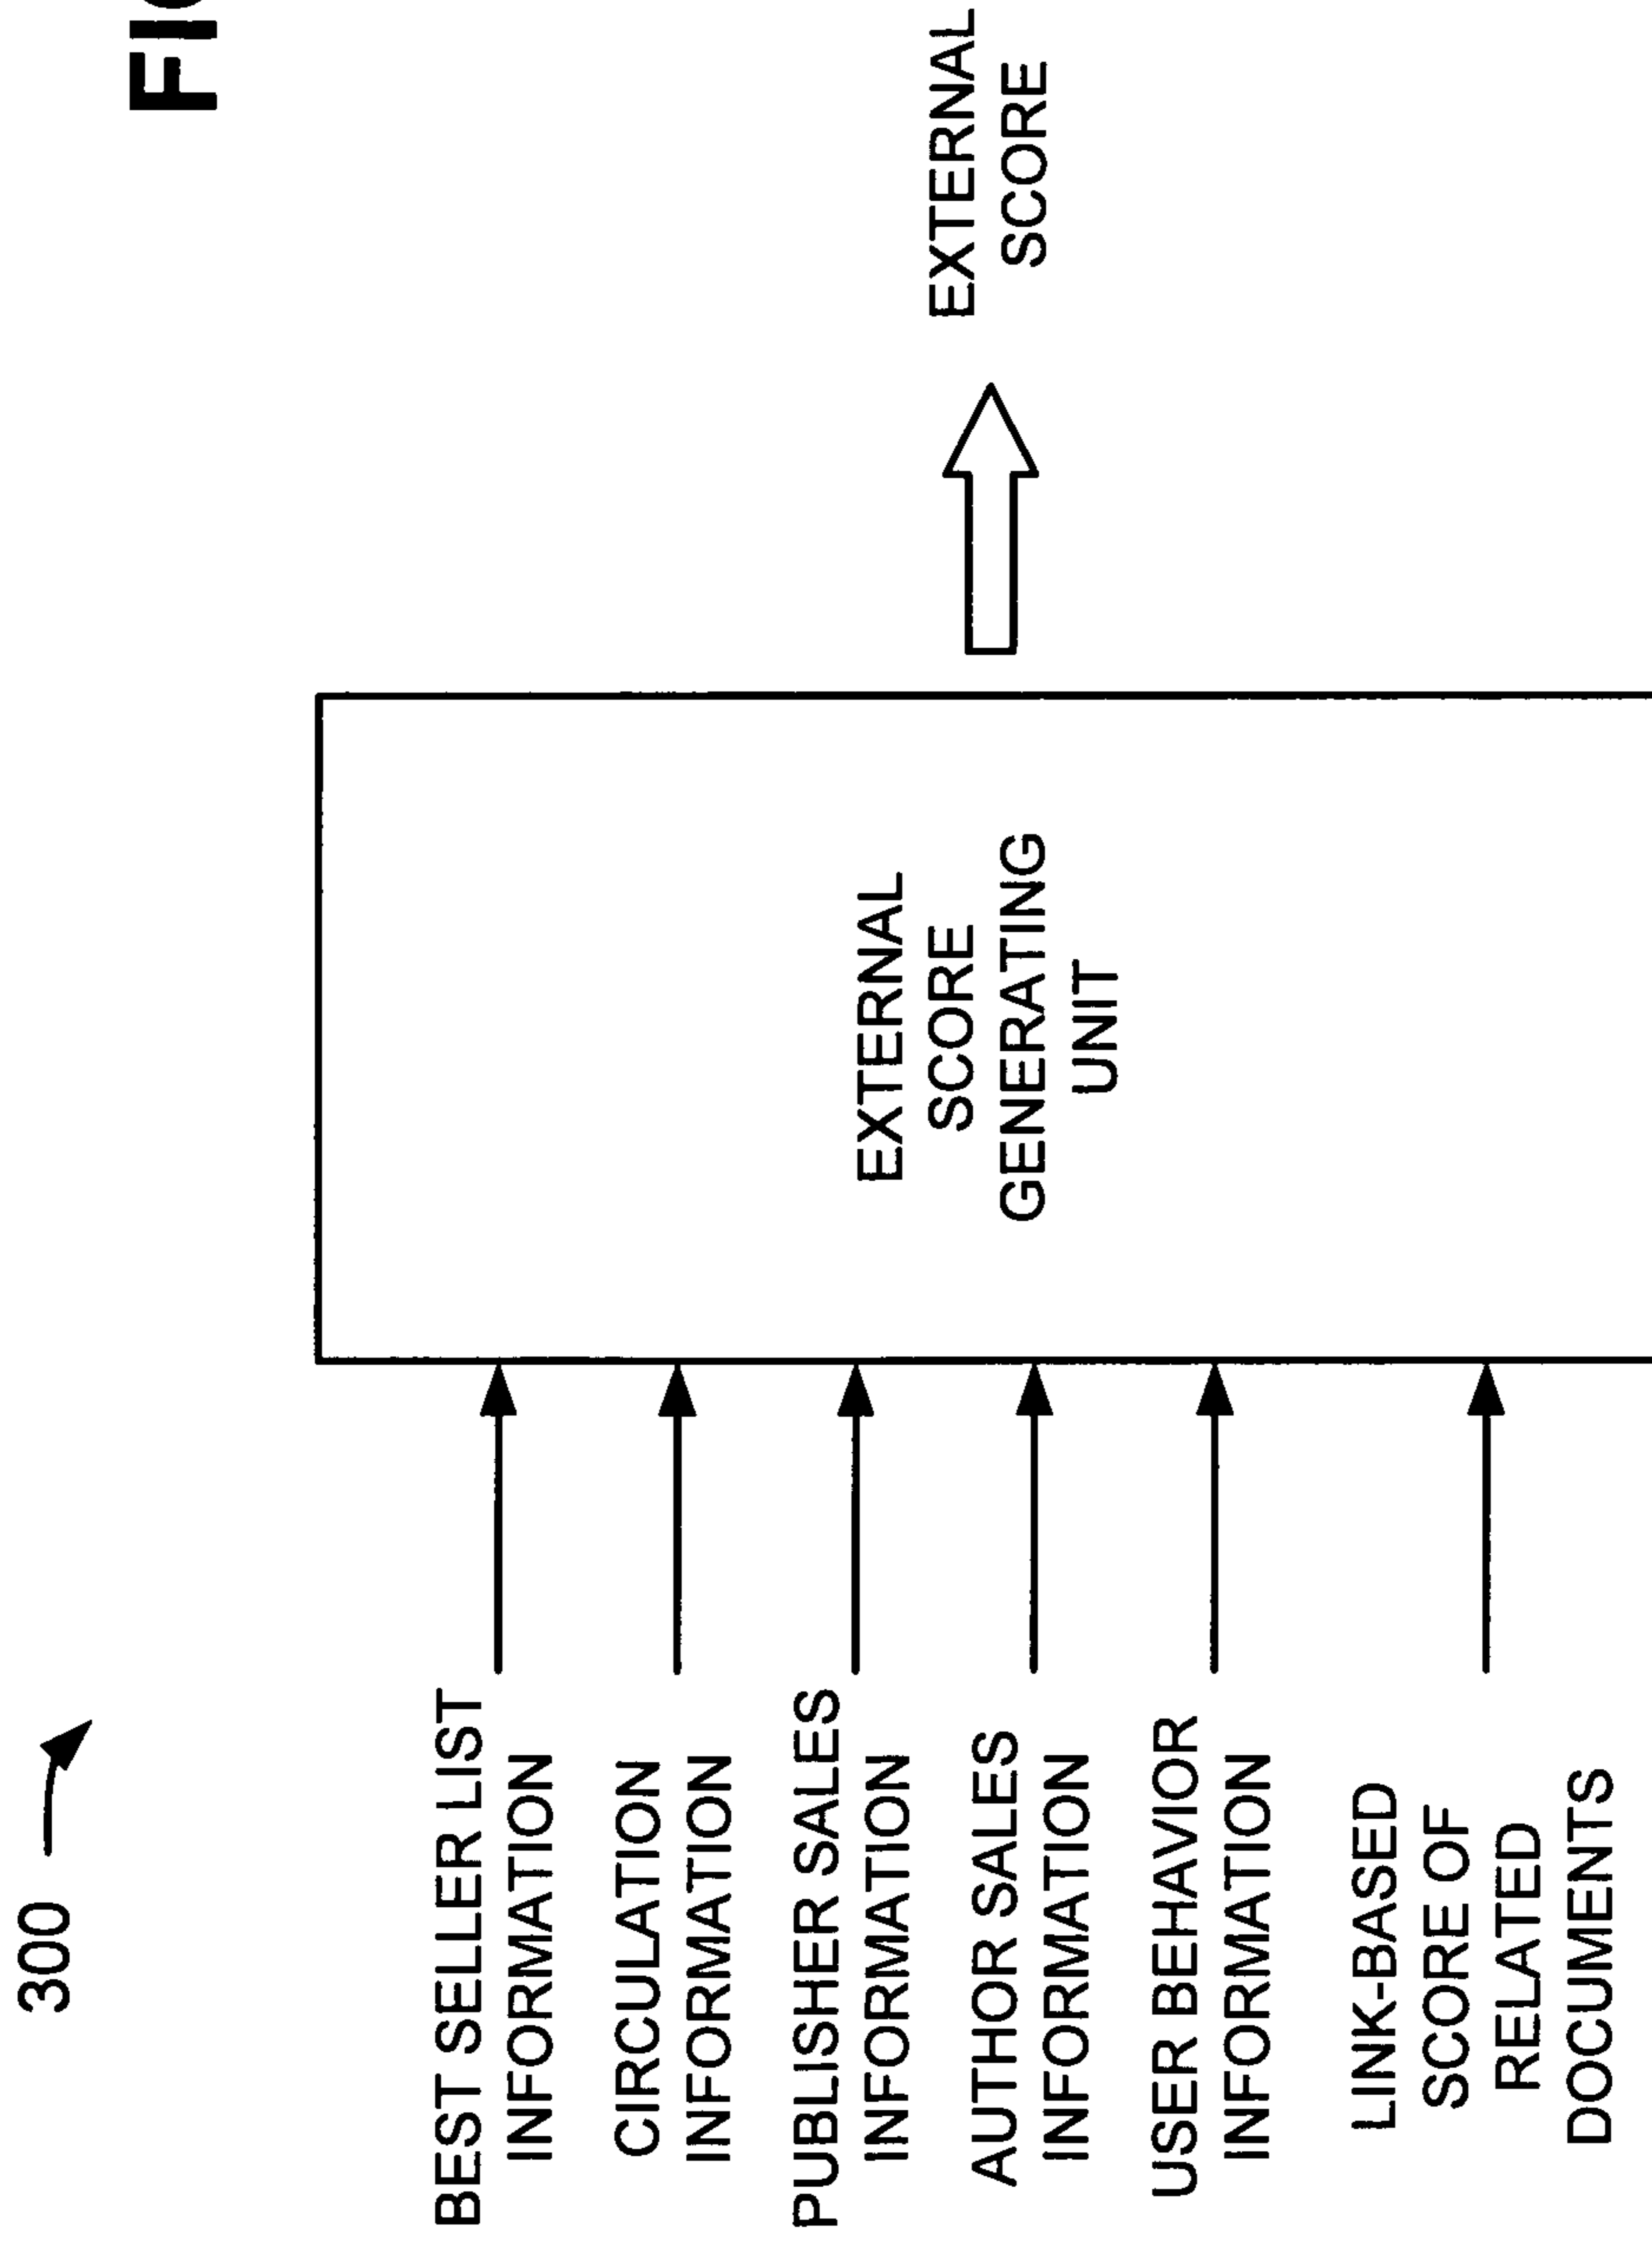 300
BEST SELLER LIST
INFORMATION
CIRCULATION
INFORMATION
PUBLISHER SALES
INFORMATION
AUTHOR SALES
INFORMATION
USER BEHAVIOR
INFORMATION
LINK-BASED
SCORE OF
RELATED
DOCUMENTS
EXTERNAL
SCORE
GENERATING
UNIT
EXTERNAL
SCORE